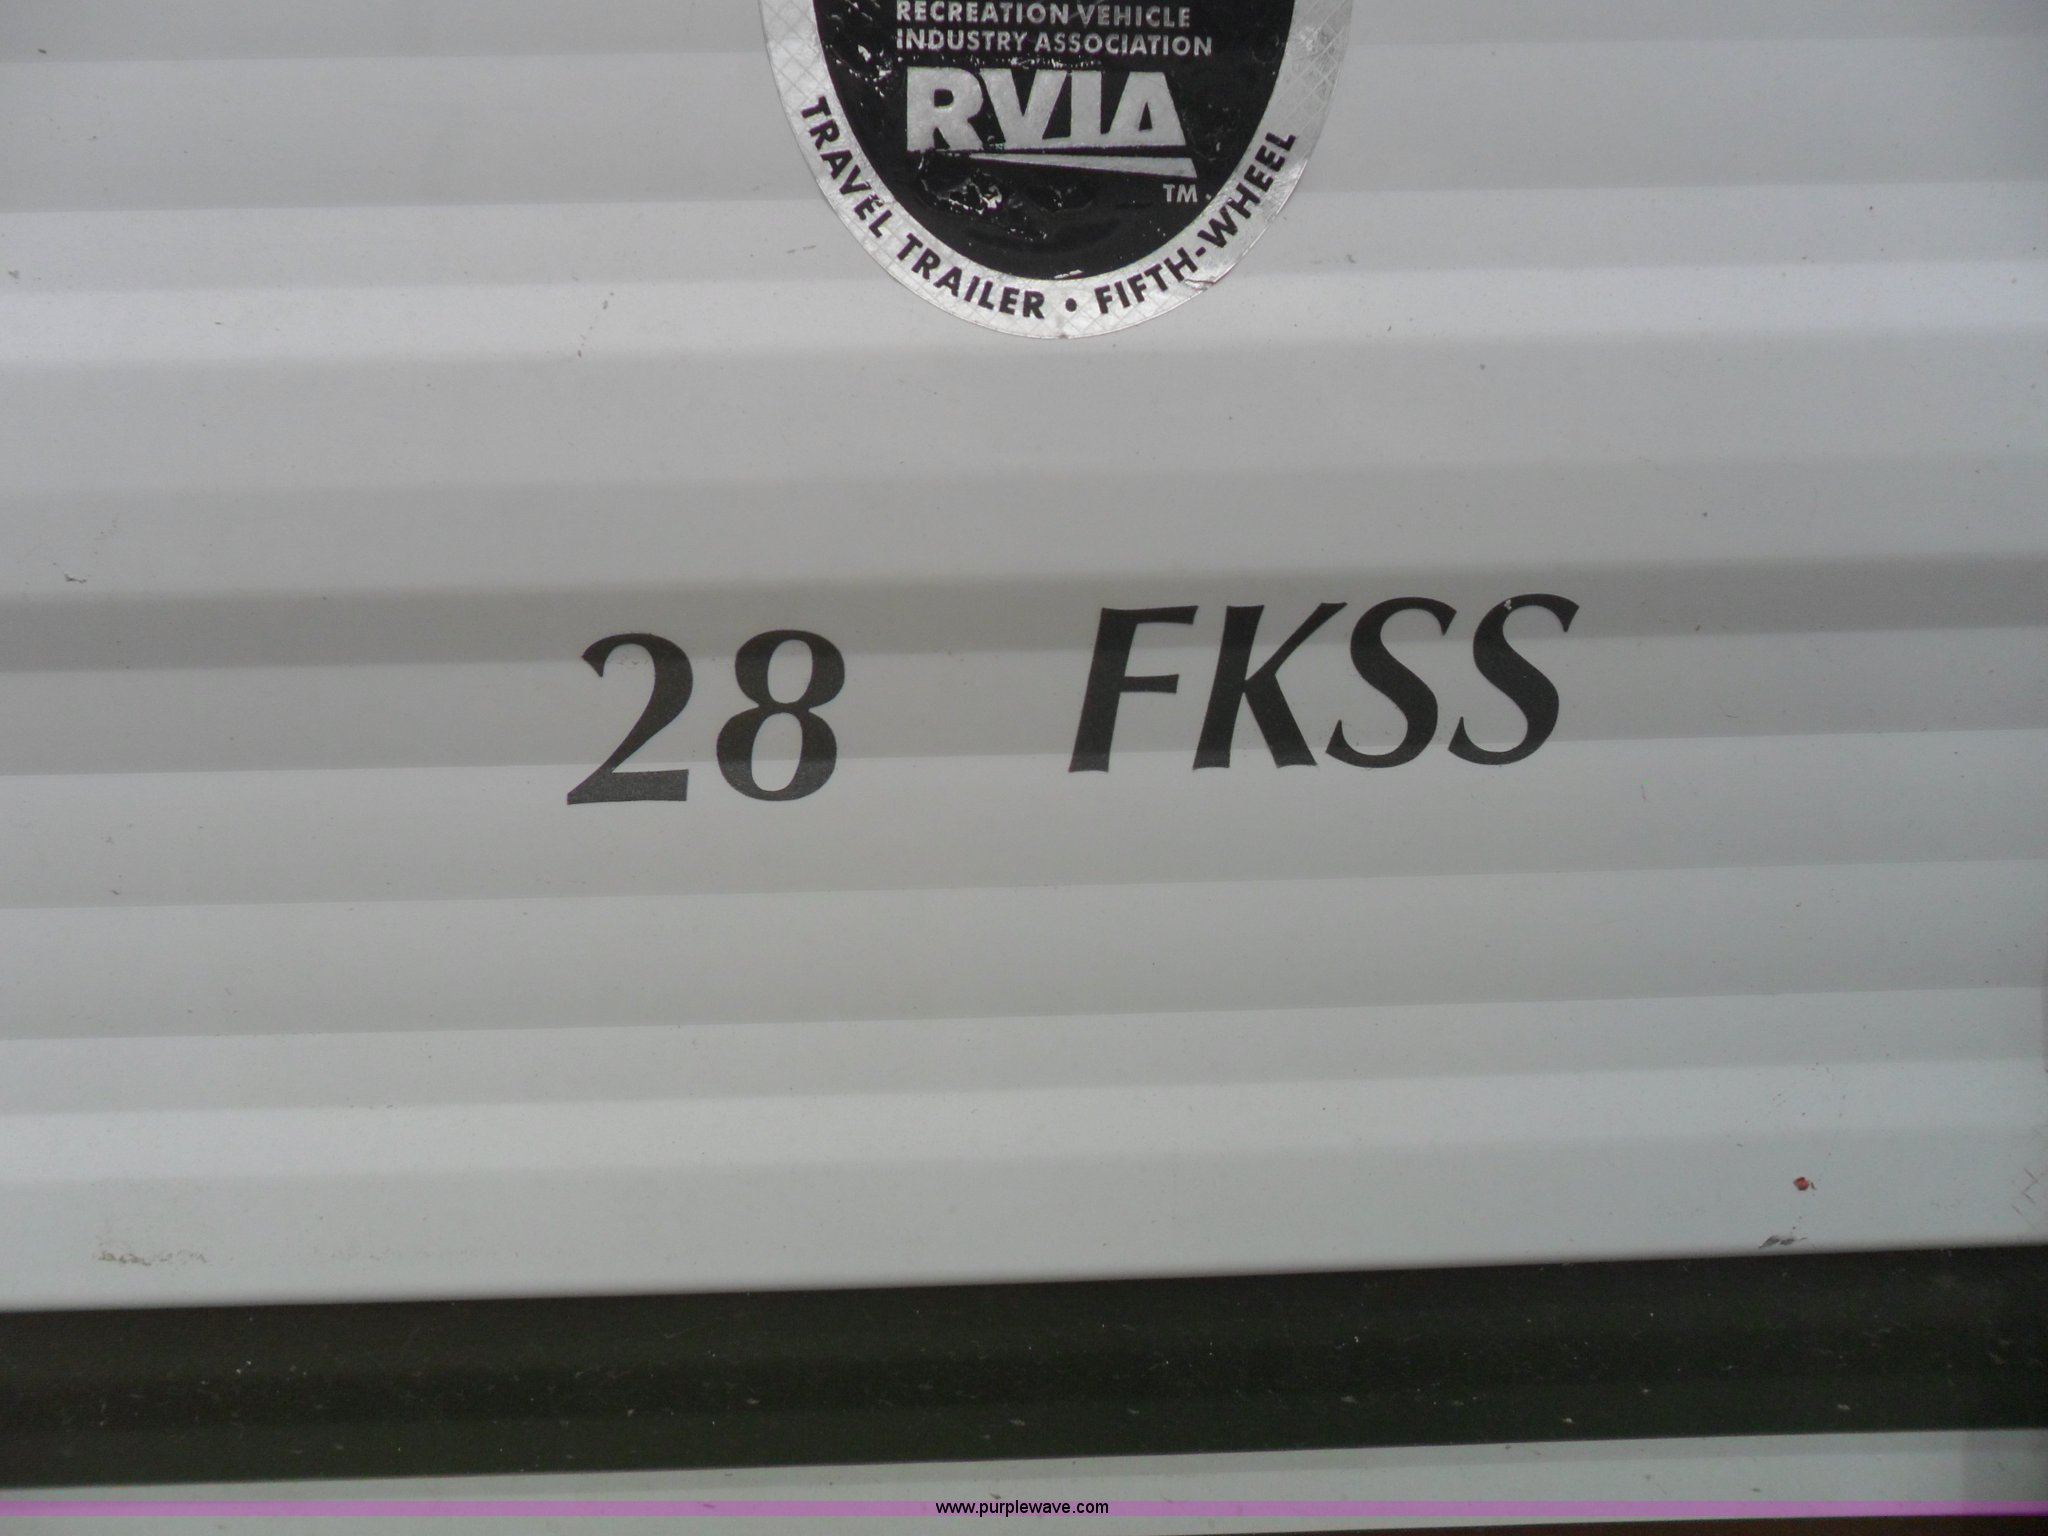 RECREATION VEHICLE
INDUSTRY ASSOCIATION
RVIA
TM
TRAVEL TRAILER • FIFTH-WHEEL
28 FKSS
www.purplewave.com